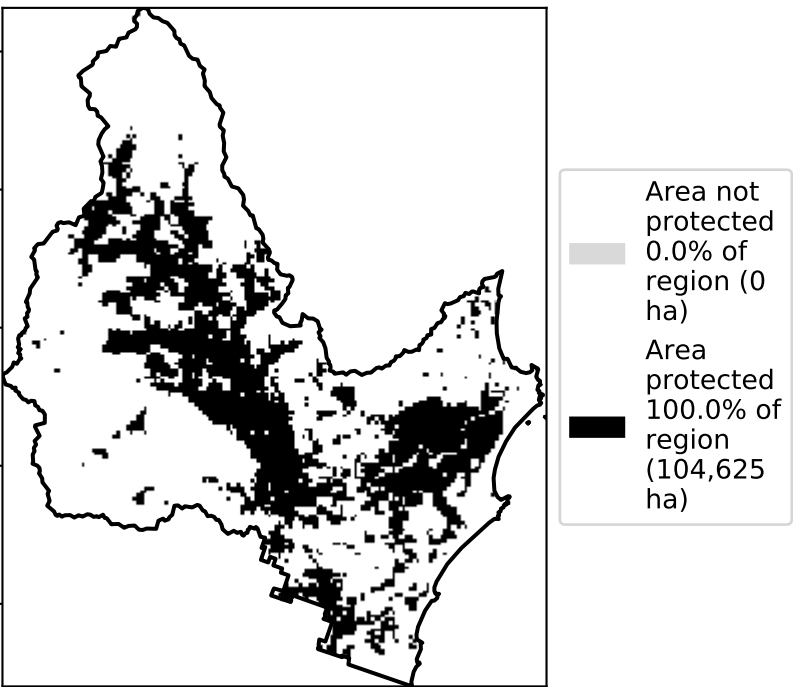 Area not
protected
0.0% of
region (0
ha)
Area
protected
100.0% of
region
(104,625
ha)